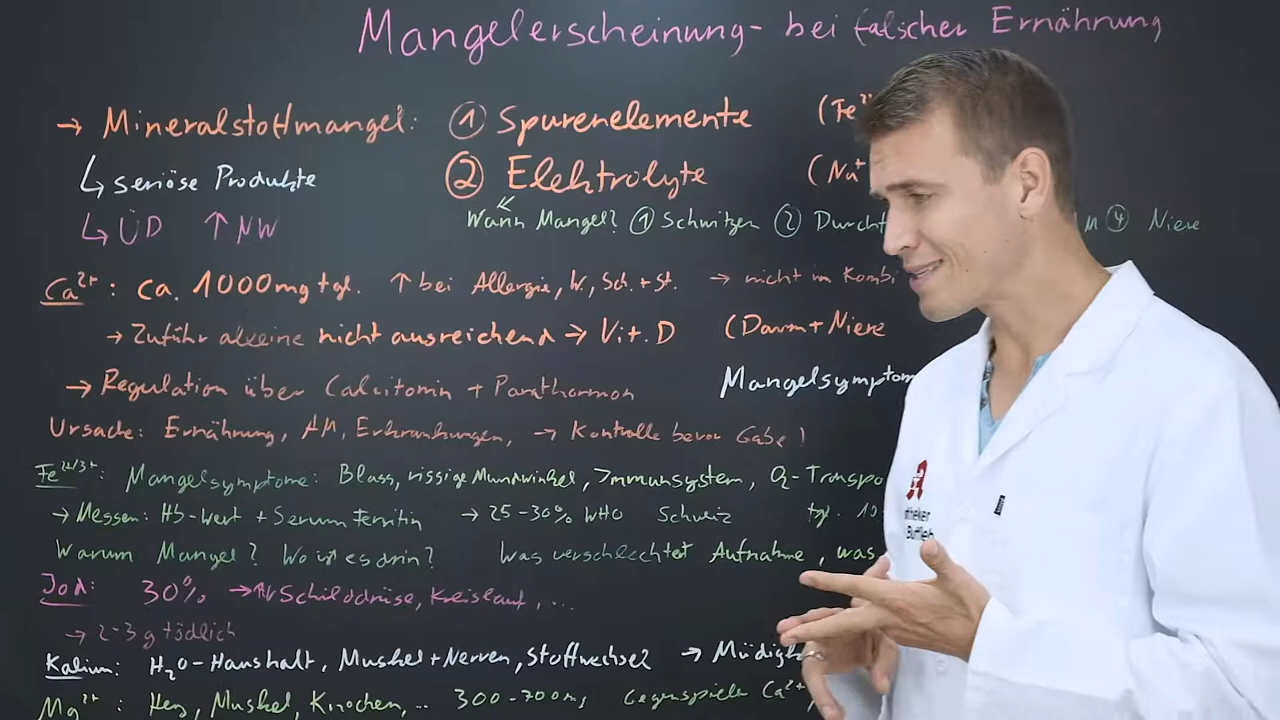 Mangelerscheinung - bei falscher Ernährung
→ Mineralstoffmangel: ① Spurenelemente (Fe²
↳ seriöse Produkte ② Elektrolyte (Na⁺
↳ ÜD ↑NW Wann Mangel? ① Schwitzen ② Durchf ④ Niere
Ca²⁺: ca. 1000mg tgl. ↑ bei Allergie, W., Sch. + St. → nicht im Kombi
→ Zufuhr alleine nicht ausreichend → Vit. D (Darm + Niere
→ Regulation über Calcitonin + Parathormon Mangelsymptom
Ursache: Ernährung, AM, Erkrankungen, → Kontrolle bevor Gabe!
Fe²⁺/³⁺: Mangelsymptome: Blass, rissige Mundwinkel, Immunsystem, O₂-Transpo
→ Messen: Hb-Wert + Serum Ferritin → 25-30% WHO Schweiz tgl. 10
Warum Mangel? Wo ist es drin? Was verschlechtert Aufnahme, was
Jod: 30% → Schilddrüse, Kreislauf, ...
→ 2-3 g tödlich
Kalium: H₂O-Haushalt, Muskel + Nerven, Stoffwechsel → Müdigk
Mg²⁺: Herz, Muskel, Knochen, .. 300-700mg Gegenspieler Ca²⁺
A